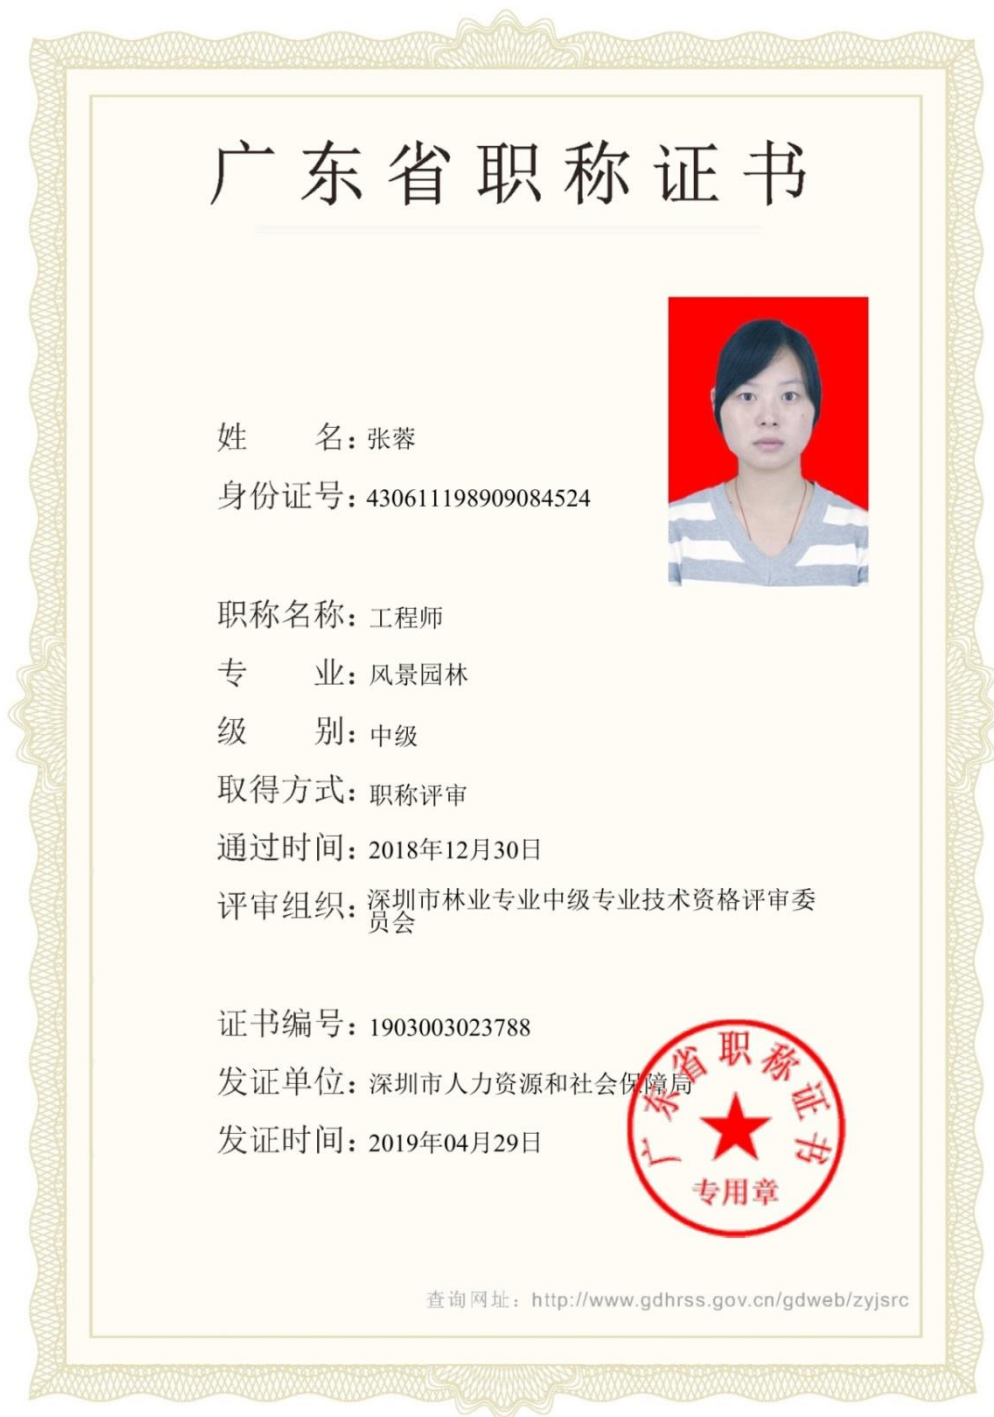 广东省职称证书
姓名：张蓉
身份证号：430611198909084524
职称名称：工程师
专业：风景园林
级别：中级
取得方式：职称评审
通过时间：2018年12月30日
评审组织：深圳市林业专业中级专业技术资格评审委
员会
证书编号：1903003023788
发证单位：深圳市人力资源和社会保障局
发证时间：2019年04月29日
广东省职称证书
专用章
查询网址：http://www.gdhrss.gov.cn/gdweb/zyjsrc